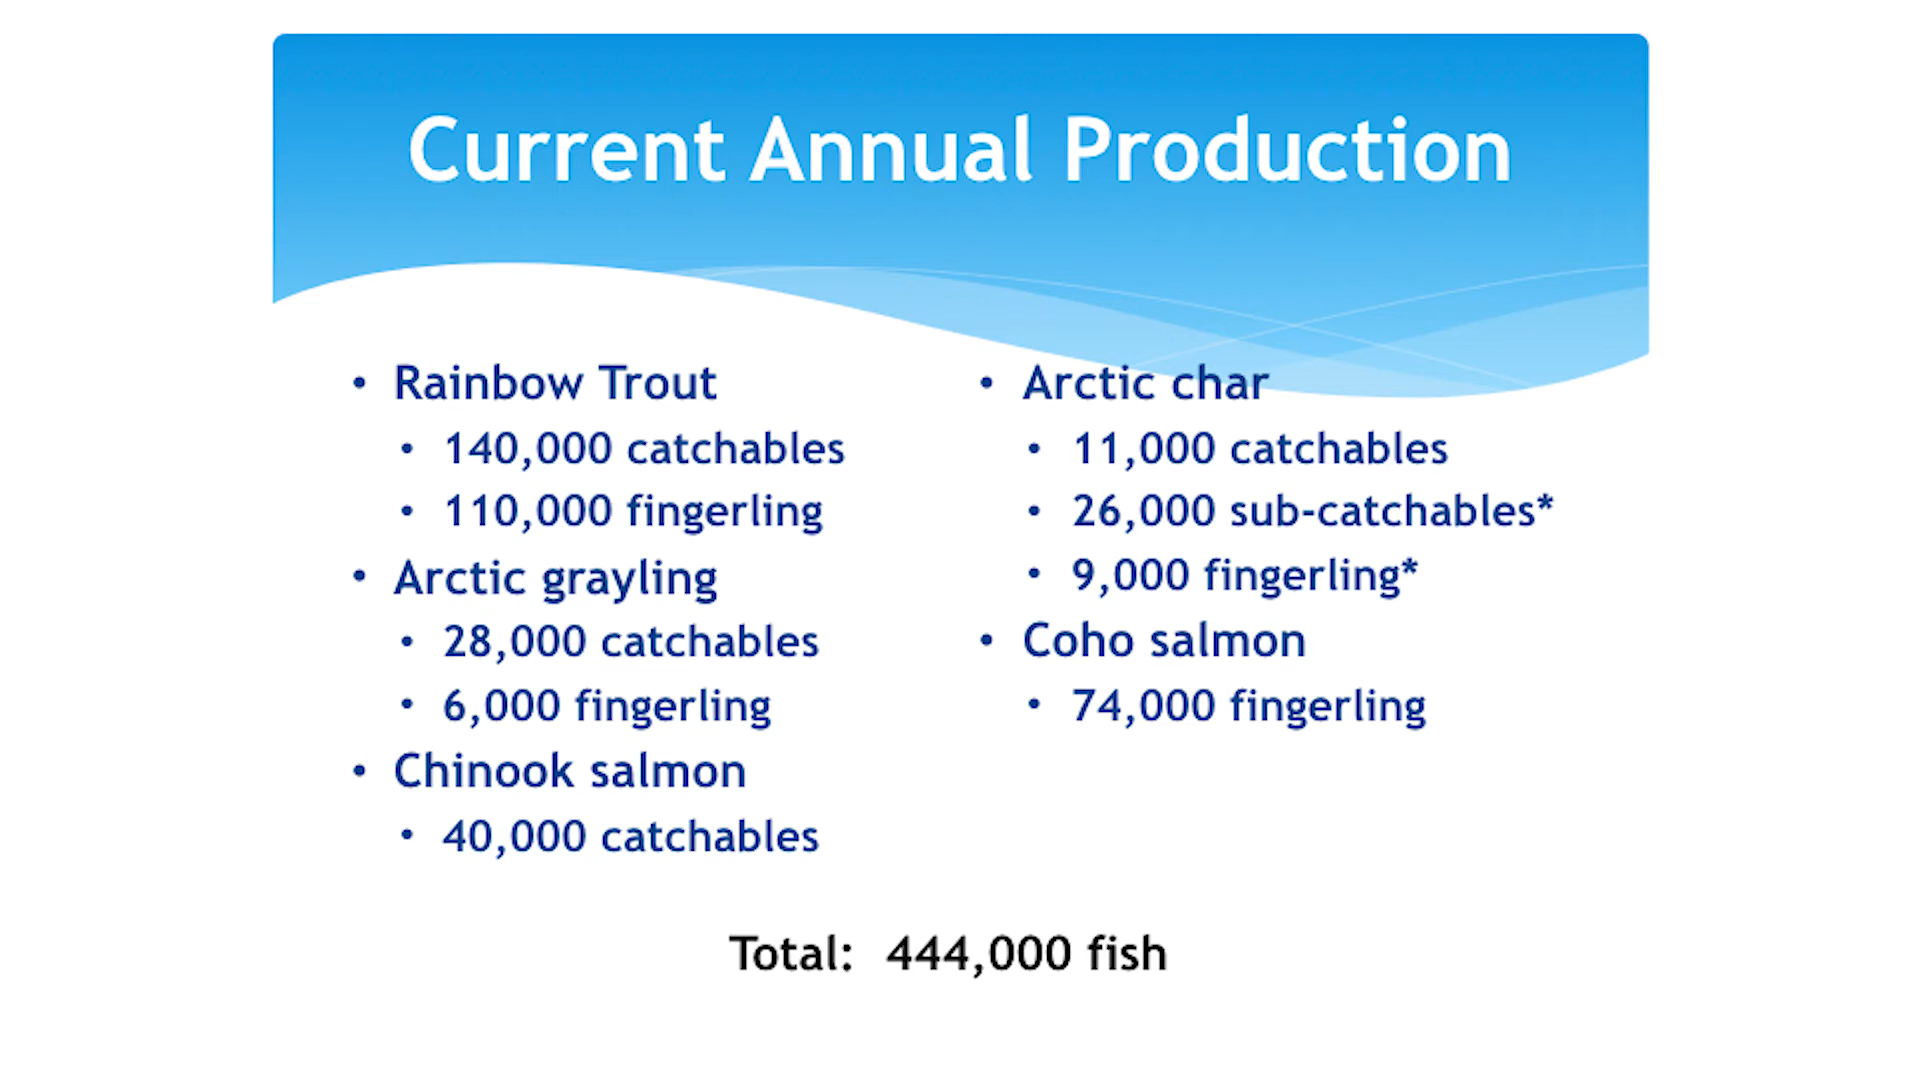 Current Annual Production
• Rainbow Trout
• 140,000 catchables
• 110,000 fingerling
• Arctic grayling
• 28,000 catchables
• 6,000 fingerling
• Chinook salmon
• 40,000 catchables
• Arctic char
• 11,000 catchables
• 26,000 sub-catchables*
• 9,000 fingerling*
• Coho salmon
• 74,000 fingerling
Total: 444,000 fish